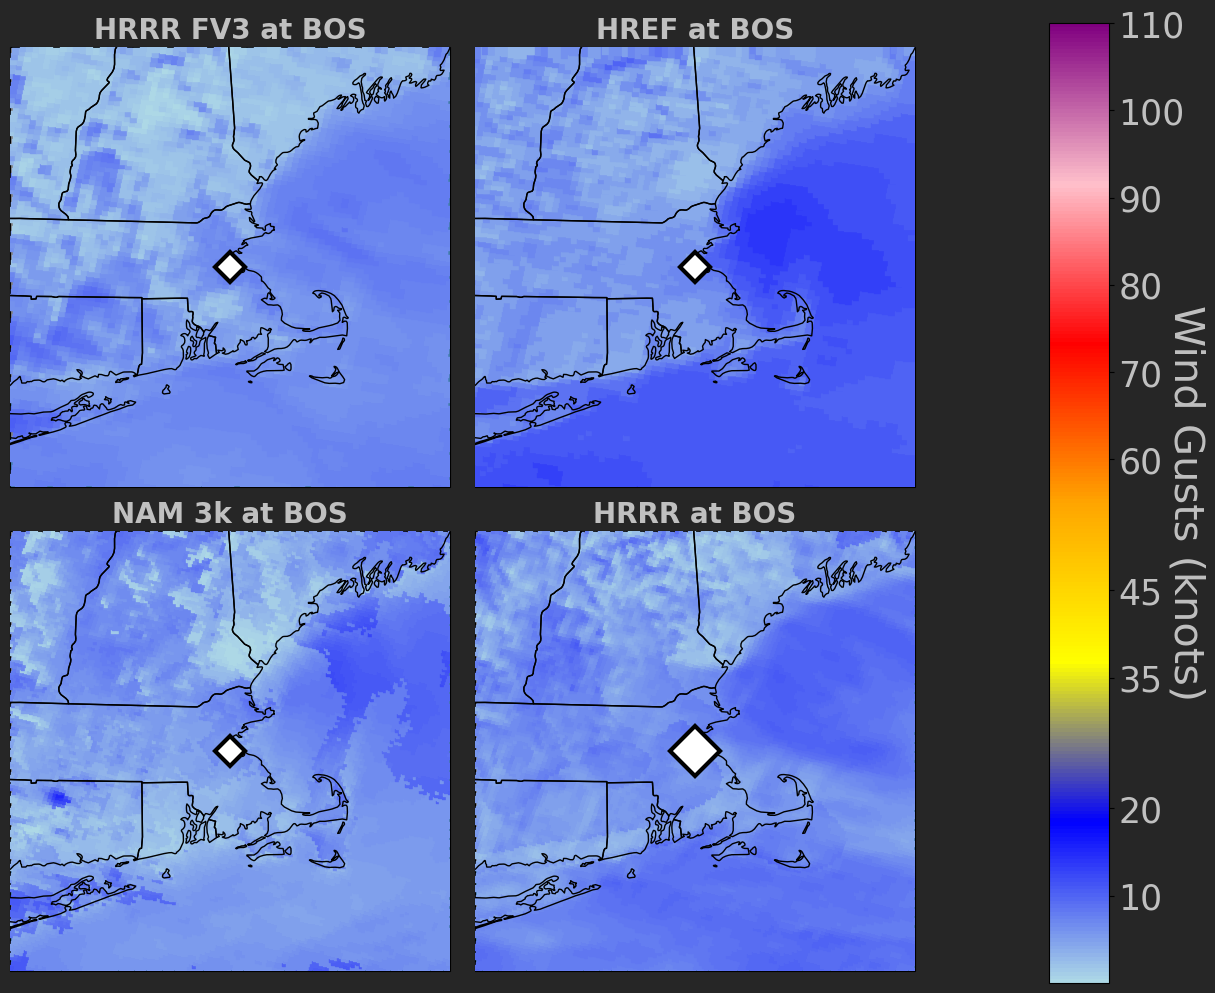 HRRR FV3 at BOS
HREF at BOS
NAM 3k at BOS
HRRR at BOS
110
100
90
80
70
60
45
35
20
10
Wind Gusts (knots)